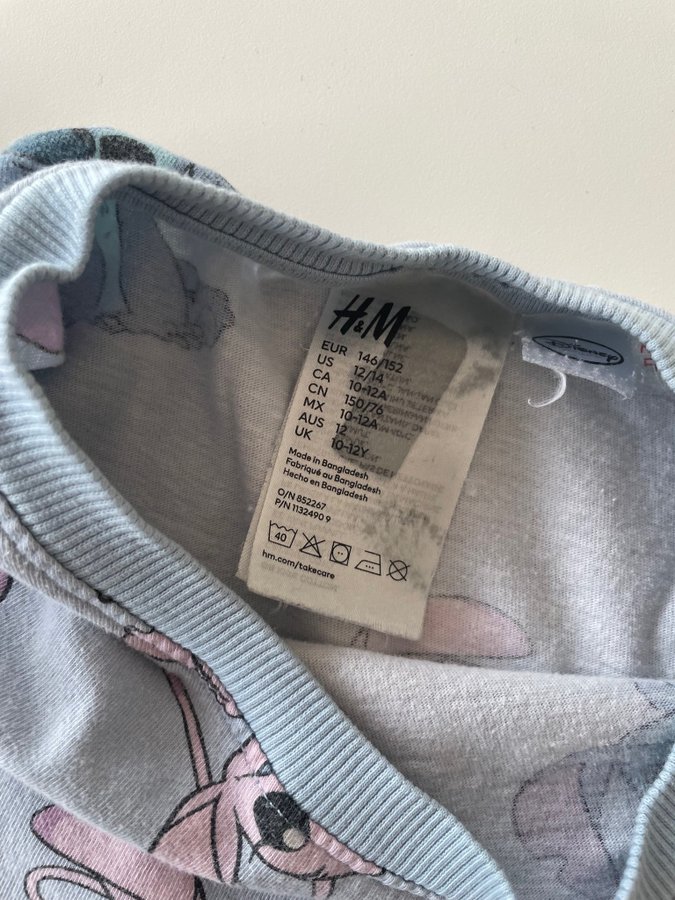 H&M
EUR 146/152
US 12/14
CA 10-12A
CN 150/76
MX 10-12A
AUS 12
UK 10-12Y
Made in Bangladesh
Fabriqué au Bangladesh
Hecho en Bangladesh
O/N 852267
P/N 1132490 9
40
hm.com/takecare
Disney